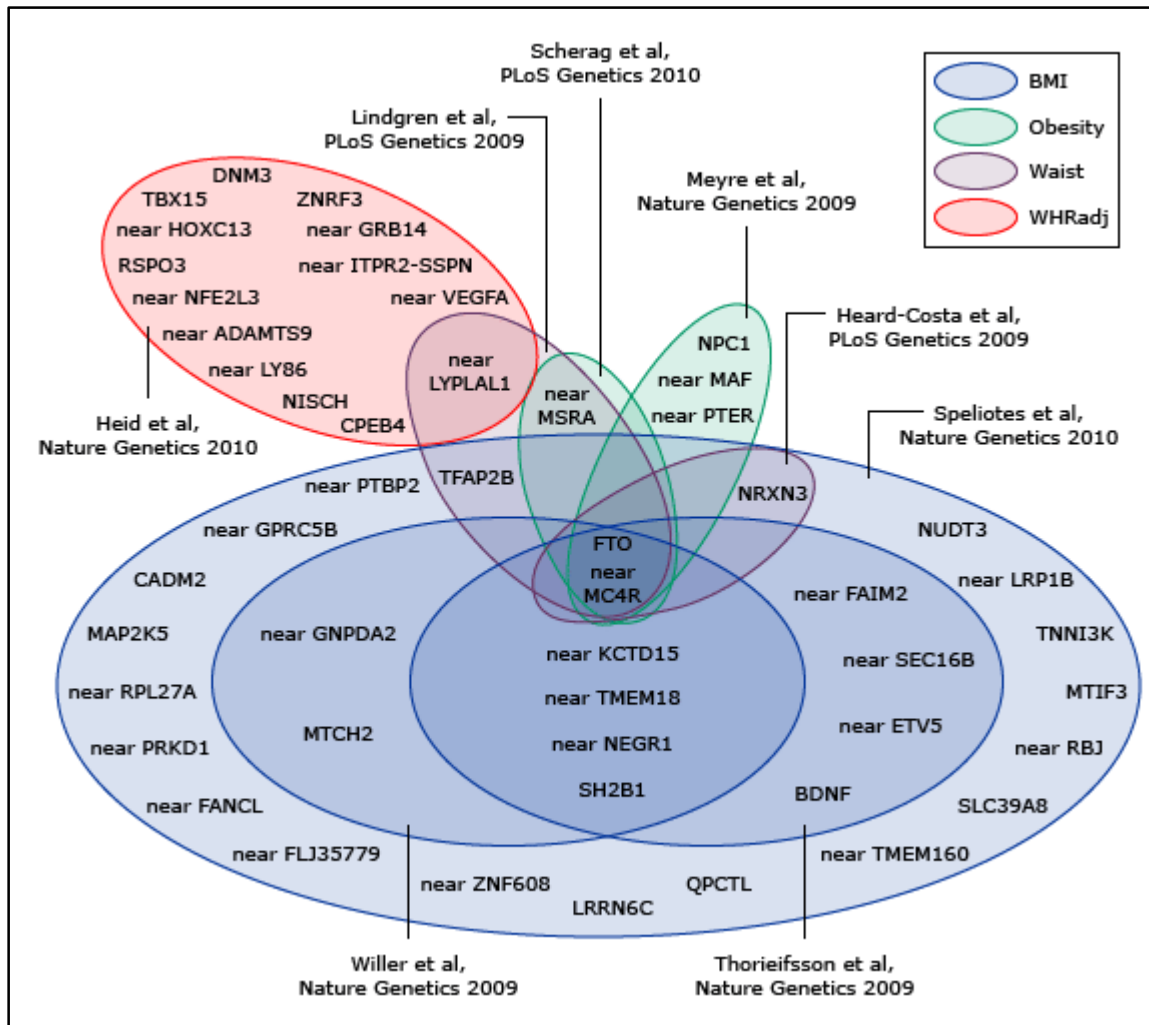 Scherag et al,
PLoS Genetics 2010
Lindgren et al,
PLoS Genetics 2009
Meyre et al,
Nature Genetics 2009
Heard-Costa et al,
PLoS Genetics 2009
Speliotes et al,
Nature Genetics 2010
Heid et al,
Nature Genetics 2010
BMI
Obesity
Waist
WHRadj
DNM3
TBX15
ZNRF3
near HOXC13
near GRB14
RSPO3
near ITPR2-SSPN
near NFE2L3
near VEGFA
near ADAMTS9
near LY86
NISCH
CPEB4
near
LYPLAL1
near
MSRA
NPC1
near MAF
near PTER
TFAP2B
NRXN3
near PTBP2
near GPRC5B
CADM2
MAP2K5
near RPL27A
near PRKD1
near FANCL
near FLJ35779
near ZNF608
LRRN6C
QPCTL
near TMEM160
SLC39A8
near RBJ
MTIF3
TNNI3K
near LRP1B
NUDT3
FTO
near
MC4R
near GNPDA2
MTCH2
near KCTD15
near TMEM18
near NEGR1
SH2B1
near FAIM2
near SEC16B
near ETV5
BDNF
Willer et al,
Nature Genetics 2009
Thorieifsson et al,
Nature Genetics 2009